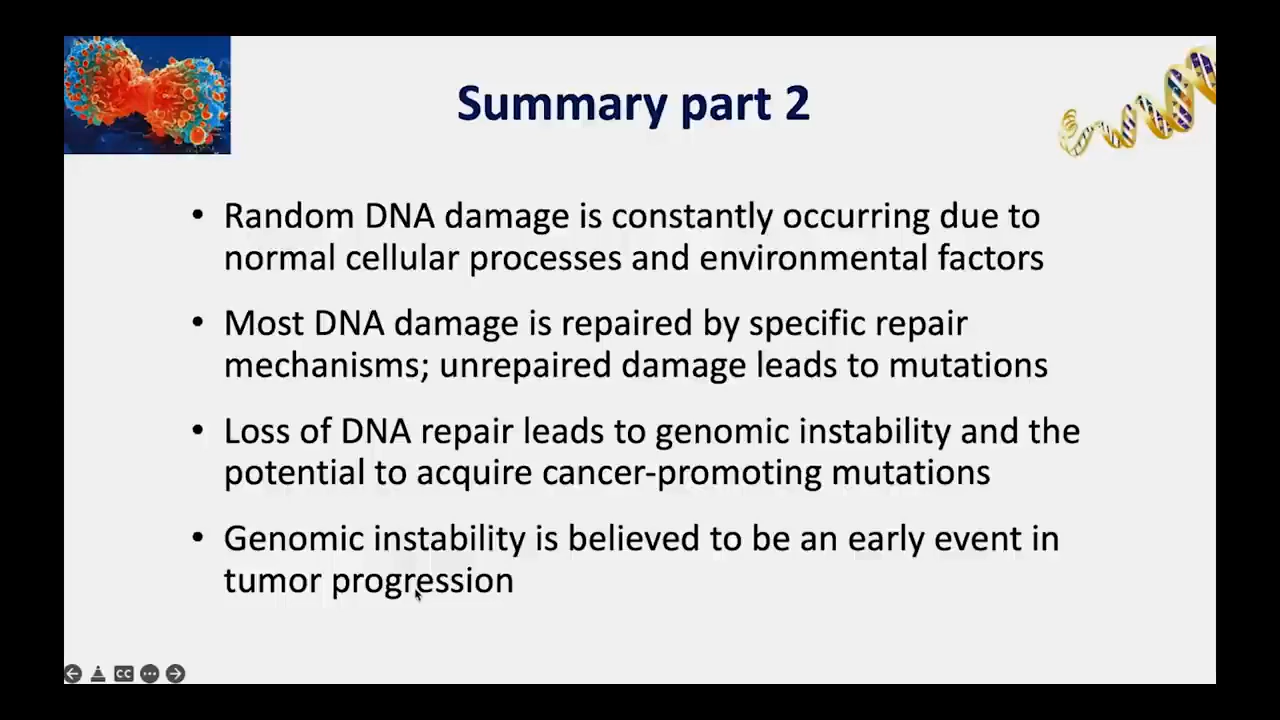 Summary part 2
• Random DNA damage is constantly occurring due to
normal cellular processes and environmental factors
• Most DNA damage is repaired by specific repair
mechanisms; unrepaired damage leads to mutations
• Loss of DNA repair leads to genomic instability and the
potential to acquire cancer-promoting mutations
• Genomic instability is believed to be an early event in
tumor progression
CC